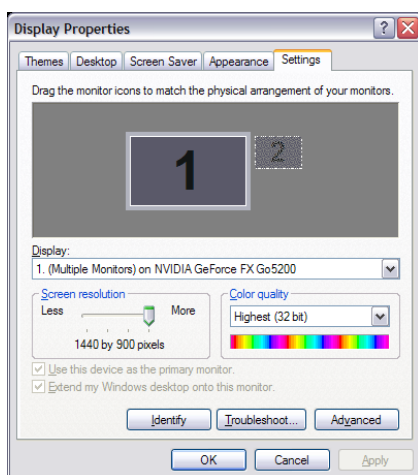 Display Properties
Themes Desktop Screen Saver Appearance Settings
Drag the monitor icons to match the physical arrangement of your monitors.
1 2
Display:
1. (Multiple Monitors) on NVIDIA GeForce FX Go5200
Screen resolution Color quality
Less More Highest (32 bit)
1440 by 900 pixels
Use this device as the primary monitor.
Extend my Windows desktop onto this monitor.
Identify Troubleshoot... Advanced
OK Cancel Apply